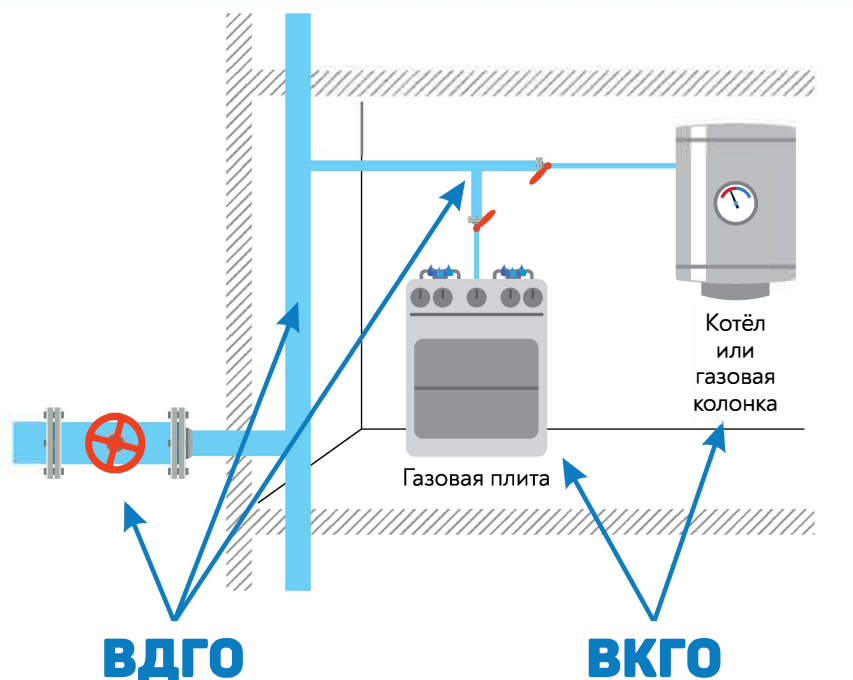 Котёл
или
газовая
колонка
Газовая плита
ВДГО
ВКГО